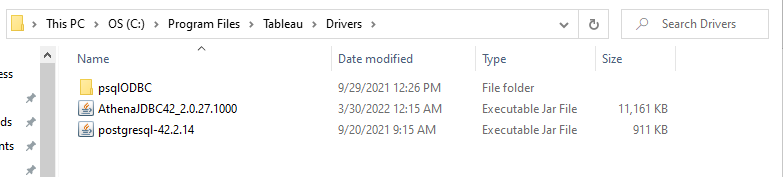 This PC > OS (C:) > Program Files > Tableau > Drivers >
Search Drivers
Name Date modified Type Size
ess
psqlODBC 9/29/2021 12:26 PM File folder
AthenaJDBC42_2.0.27.1000 3/30/2022 12:15 AM Executable Jar File 11,161 KB
ds
postgresql-42.2.14 9/20/2021 9:15 AM Executable Jar File 911 KB
nts